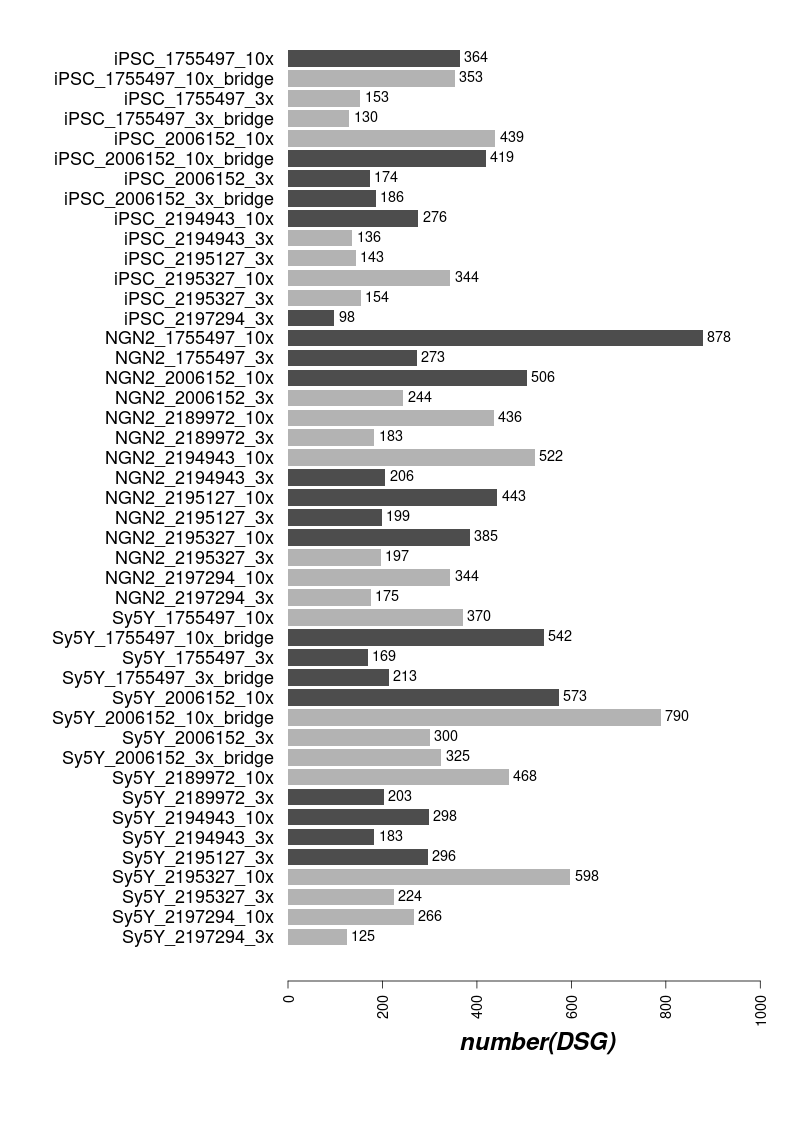 iPSC_1755497_10x 364
iPSC_1755497_10x_bridge 353
iPSC_1755497_3x 153
iPSC_1755497_3x_bridge 130
iPSC_2006152_10x 439
iPSC_2006152_10x_bridge 419
iPSC_2006152_3x 174
iPSC_2006152_3x_bridge 186
iPSC_2194943_10x 276
iPSC_2194943_3x 136
iPSC_2195127_3x 143
iPSC_2195327_10x 344
iPSC_2195327_3x 154
iPSC_2197294_3x 98
NGN2_1755497_10x 878
NGN2_1755497_3x 273
NGN2_2006152_10x 506
NGN2_2006152_3x 244
NGN2_2189972_10x 436
NGN2_2189972_3x 183
NGN2_2194943_10x 522
NGN2_2194943_3x 206
NGN2_2195127_10x 443
NGN2_2195127_3x 199
NGN2_2195327_10x 385
NGN2_2195327_3x 197
NGN2_2197294_10x 344
NGN2_2197294_3x 175
Sy5Y_1755497_10x 370
Sy5Y_1755497_10x_bridge 542
Sy5Y_1755497_3x 169
Sy5Y_1755497_3x_bridge 213
Sy5Y_2006152_10x 573
Sy5Y_2006152_10x_bridge 790
Sy5Y_2006152_3x 300
Sy5Y_2006152_3x_bridge 325
Sy5Y_2189972_10x 468
Sy5Y_2189972_3x 203
Sy5Y_2194943_10x 298
Sy5Y_2194943_3x 183
Sy5Y_2195127_3x 296
Sy5Y_2195327_10x 598
Sy5Y_2195327_3x 224
Sy5Y_2197294_10x 266
Sy5Y_2197294_3x 125
0 200 400 600 800 1000
number(DSG)